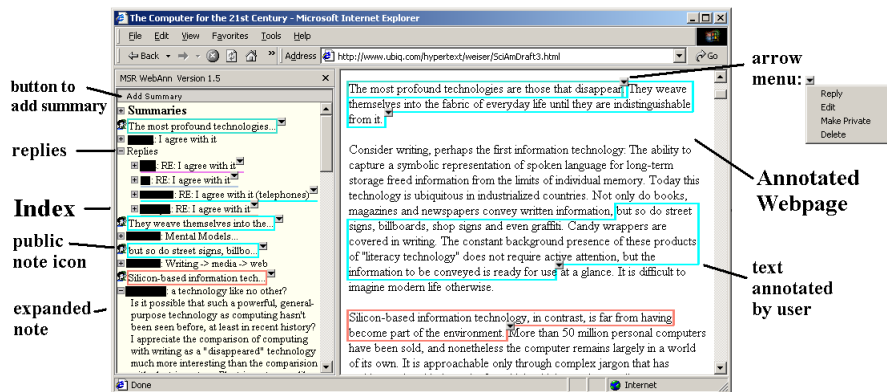 The Computer for the 21st Century - Microsoft Internet Explorer
File Edit View Favorites Tools Help
Back Address http://www.ubiq.com/hypertext/weiser/SciAmDraft3.html Go
MSR WebAnn Version 1.5 x
Add Summary
Summaries
The most profound technologies...
: I agree with it
Replies
: RE: I agree with it
: RE: I agree with it
: RE: I agree with it (telephones)
: RE: I agree with it
They weave themselves into the...
: Mental Models...
but so do street signs, billbo...
: Writing -> media -> web
Silicon-based information tech...
: a technology like no other?
Is it possible that such a powerful, general-
purpose technology as computing hasn't
been seen before, at least in recent history?
I appreciate the comparison of computing
with writing as a "disappeared" technology
much more interesting than the comparision
The most profound technologies are those that disappear. They weave
themselves into the fabric of everyday life until they are indistinguishable
from it.
Consider writing, perhaps the first information technology. The ability to
capture a symbolic representation of spoken language for long-term
storage freed information from the limits of individual memory. Today this
technology is ubiquitous in industrialized countries. Not only do books,
magazines and newspapers convey written information, but so do street
signs, billboards, shop signs and even graffiti. Candy wrappers are
covered in writing. The constant background presence of these products
of "literacy technology" does not require active attention, but the
information to be conveyed is ready for use at a glance. It is difficult to
imagine modern life otherwise.
Silicon-based information technology, in contrast, is far from having
become part of the environment. More than 50 million personal computers
have been sold, and nonetheless the computer remains largely in a world
of its own. It is approachable only through complex jargon that has
Done Internet
button to
add summary
replies
Index
public
note icon
expanded
note
arrow
menu:
Reply
Edit
Make Private
Delete
Annotated
Webpage
text
annotated
by user